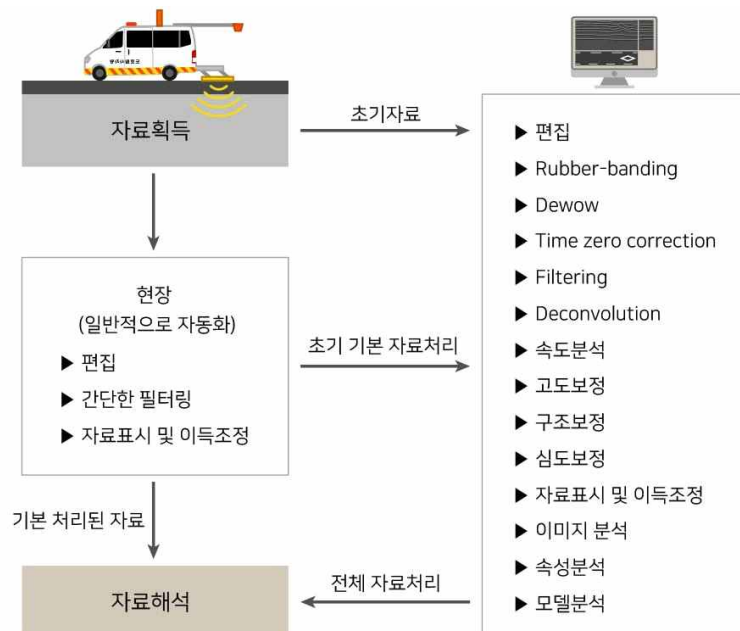 자료획득
초기자료
현장
(일반적으로 자동화)
▶ 편집
▶ 간단한 필터링
▶ 자료표시 및 이득조정
초기 기본 자료처리
기본 처리된 자료
자료해석
전체 자료처리
▶ 편집
▶ Rubber-banding
▶ Dewow
▶ Time zero correction
▶ Filtering
▶ Deconvolution
▶ 속도분석
▶ 고도보정
▶ 구조보정
▶ 심도보정
▶ 자료표시 및 이득조정
▶ 이미지 분석
▶ 속성분석
▶ 모델분석